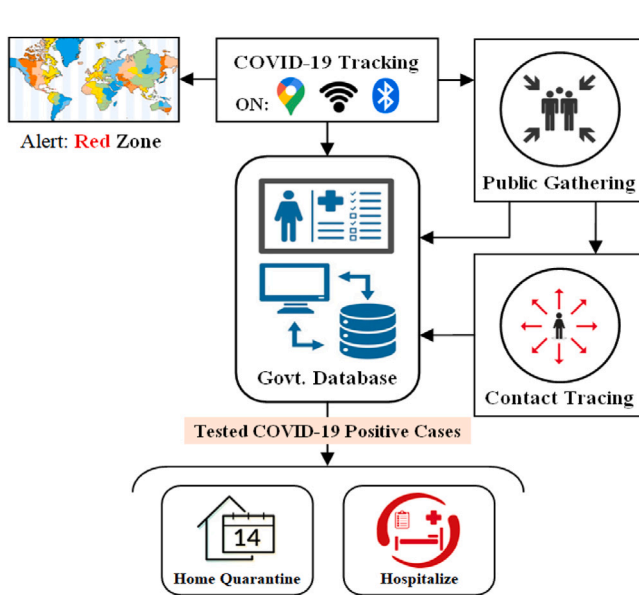 COVID-19 Tracking
ON:
Alert: Red Zone
Public Gathering
Govt. Database
Contact Tracing
Tested COVID-19 Positive Cases
14
Home Quarantine
Hospitalize